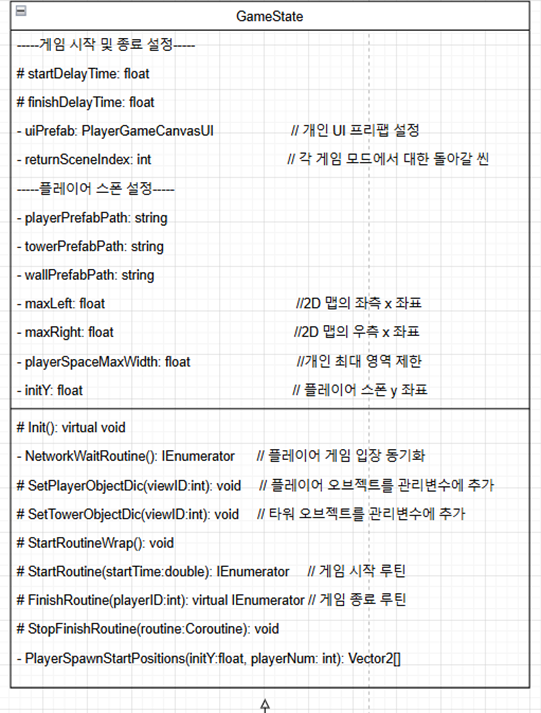 GameState
-----게임 시작 및 종료 설정-----
# startDelayTime: float
# finishDelayTime: float
- uiPrefab: PlayerGameCanvasUI // 개인 UI 프리팹 설정
- returnSceneIndex: int // 각 게임 모드에서 대한 돌아갈 씬
-----플레이어 스폰 설정-----
- playerPrefabPath: string
- towerPrefabPath: string
- wallPrefabPath: string
- maxLeft: float //2D 맵의 좌측 x 좌표
- maxRight: float //2D 맵의 우측 x 좌표
- playerSpaceMaxWidth: float //개인 최대 영역 제한
- initY: float // 플레이어 스폰 y 좌표
# Init(): virtual void
- NetworkWaitRoutine(): IEnumerator // 플레이어 게임 입장 동기화
# SetPlayerObjectDic(viewID:int): void // 플레이어 오브젝트를 관리변수에 추가
# SetTowerObjectDic(viewID:int): void // 타워 오브젝트를 관리변수에 추가
# StartRoutineWrap(): void
# StartRoutine(startTime:double): IEnumerator // 게임 시작 루틴
# FinishRoutine(playerID:int): virtual IEnumerator // 게임 종료 루틴
# StopFinishRoutine(routine:Coroutine): void
- PlayerSpawnStartPositions(initY:float, playerNum: int): Vector2[]